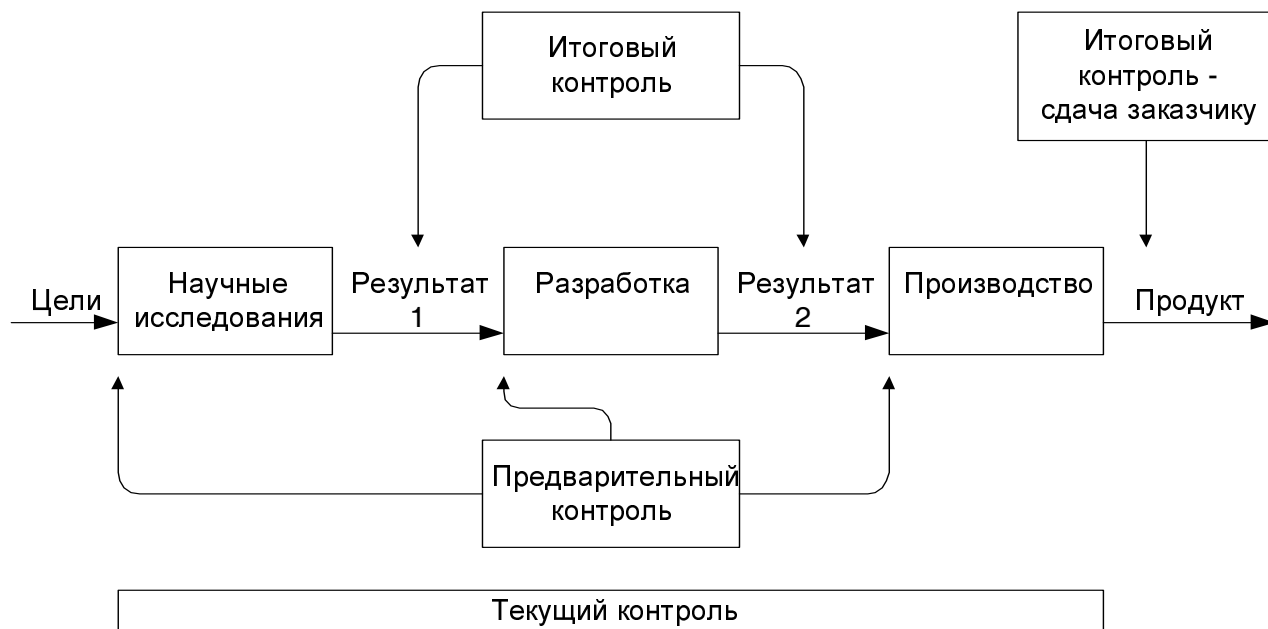 Итоговый
контроль
Итоговый
контроль -
сдача заказчику
Цели
Научные
исследования
Результат
1
Разработка
Результат
2
Производство
Продукт
Предварительный
контроль
Текущий контроль